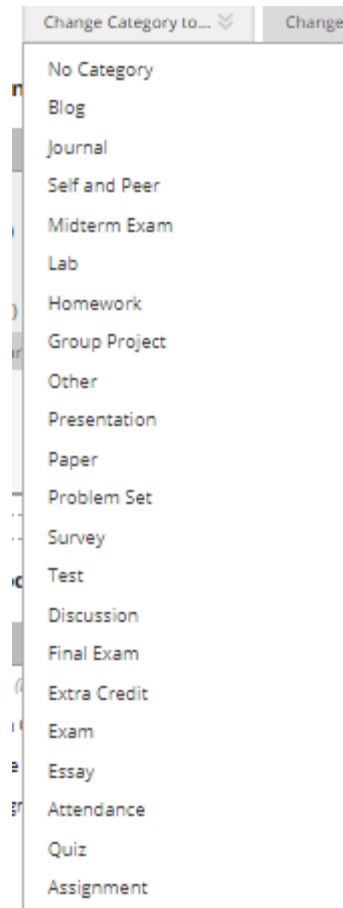 Change Category to... Change
No Category
Blog
Journal
Self and Peer
Midterm Exam
Lab
Homework
Group Project
Other
Presentation
Paper
Problem Set
Survey
Test
Discussion
Final Exam
Extra Credit
Exam
Essay
Attendance
Quiz
Assignment